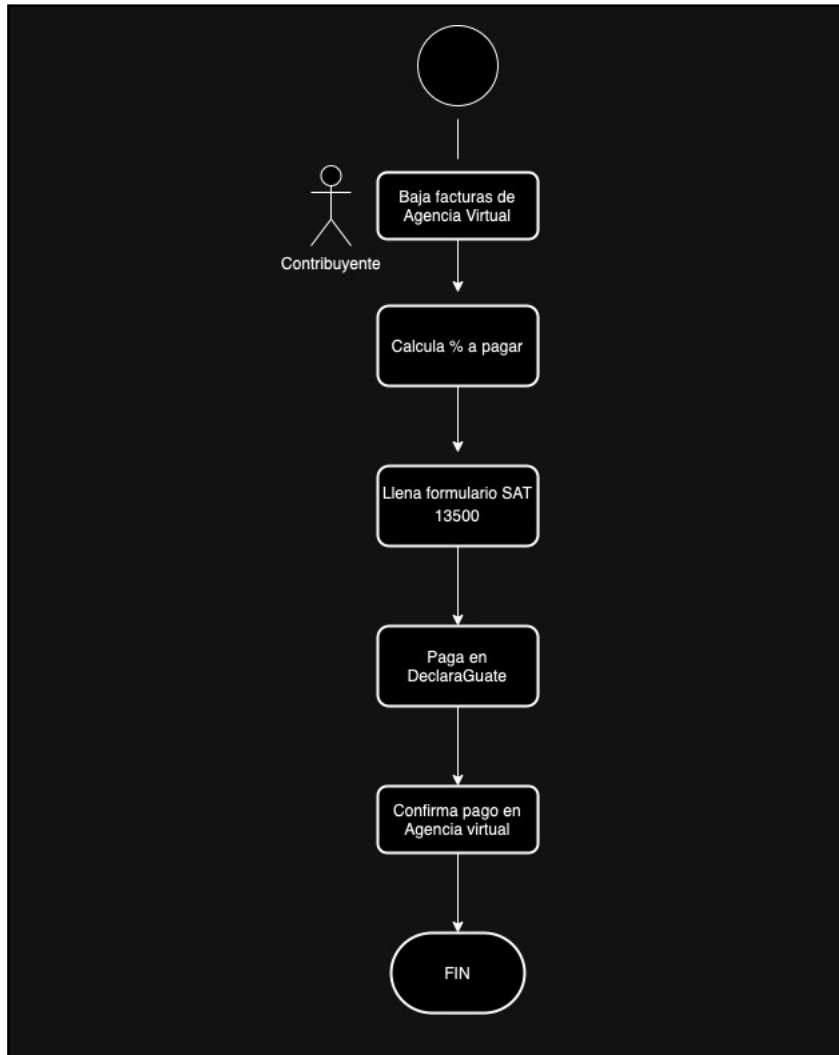 Baja facturas de
Agencia Virtual
Contribuyente
Calcula % a pagar
Llena formulario SAT
13500
Paga en
DeclaraGuate
Confirma pago en
Agencia virtual
FIN